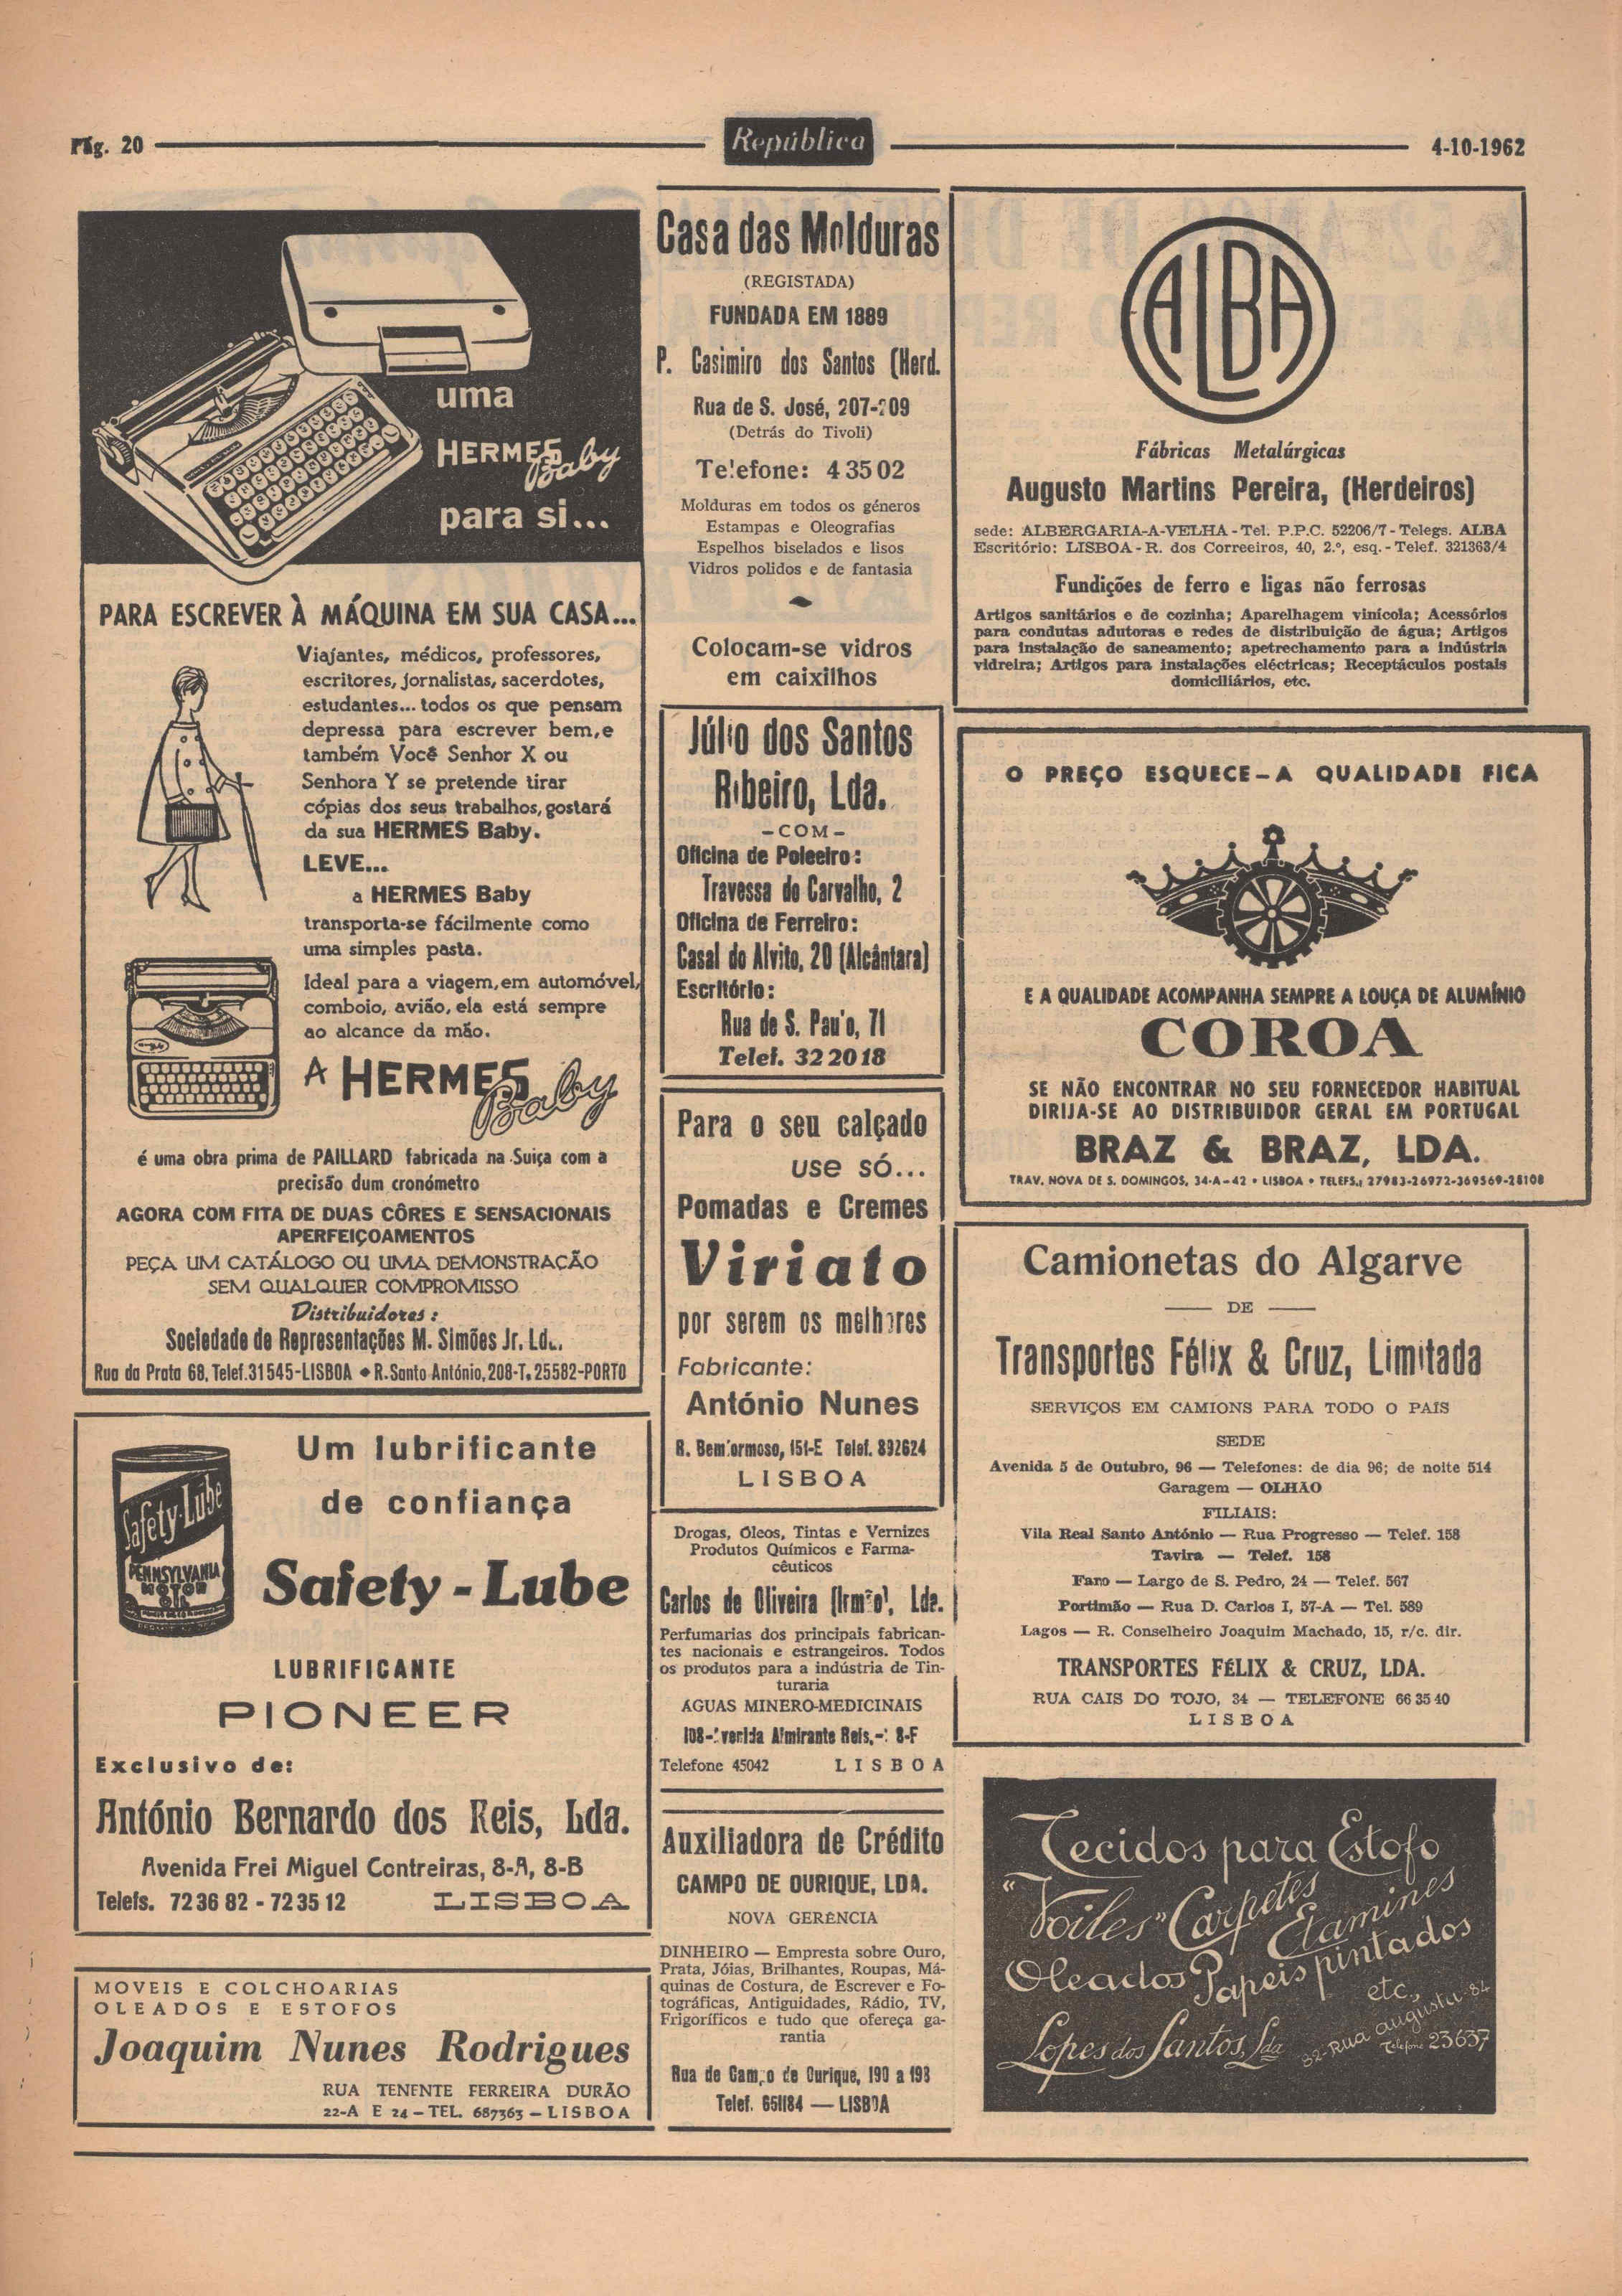 Pág. 20
República
4-10-1962
uma
HERMES
Baby
para si...
PARA ESCREVER À MÁQUINA EM SUA CASA...
Viajantes, médicos, professores,
escritores, jornalistas, sacerdotes,
estudantes... todos os que pensam
depressa para escrever bem, e
também Você Senhor X ou
Senhora Y se pretende tirar
cópias dos seus trabalhos, gostará
da sua HERMES Baby.
LEVE...
a HERMES Baby
transporta-se fácilmente como
uma simples pasta.
Ideal para a viagem, em automóvel,
comboio, avião, ela está sempre
ao alcance da mão.
A HERMES
Baby
é uma obra prima de PAILLARD fabricada na Suiça com a
precisão dum cronómetro
AGORA COM FITA DE DUAS CÔRES E SENSACIONAIS
APERFEIÇOAMENTOS
PEÇA UM CATÁLOGO OU UMA DEMONSTRAÇÃO
SEM QUALQUER COMPROMISSO
Distribuidores:
Sociedade de Representações M. Simões Jr. Ld..
Rua da Prata 68, Telef. 31545-LISBOA • R. Santo António, 208-T. 25582-PORTO
Safety-Lube
PENNSYLVANIA
MOTOR
Um lubrificante
de confiança
Safety-Lube
LUBRIFICANTE
PIONEER
Exclusivo de:
António Bernardo dos Reis, Lda.
Avenida Frei Miguel Contreiras, 8-A, 8-B
Telefs. 72 36 82 - 72 35 12 LISBOA
MOVEIS E COLCHOARIAS
OLEADOS E ESTOFOS
Joaquim Nunes Rodrigues
RUA TENENTE FERREIRA DURÃO
22-A E 24 - TEL. 687363 - LISBOA
Casa das Molduras
(REGISTADA)
FUNDADA EM 1889
P. Casimiro dos Santos (Herd.
Rua de S. José, 207-209
(Detrás do Tivoli)
Telefone: 4 35 02
Molduras em todos os géneros
Estampas e Oleografias
Espelhos biselados e lisos
Vidros polidos e de fantasia
Colocam-se vidros
em caixilhos
Júlio dos Santos
Ribeiro, Lda.
-COM-
Oficina de Poleeiro:
Travessa do Carvalho, 2
Oficina de Ferreiro:
Casal do Alvito, 20 (Alcântara)
Escritório:
Rua de S. Paulo, 71
Telef. 32 20 18
Para o seu calçado
use só...
Pomadas e Cremes
Viriato
por serem os melhores
Fabricante:
António Nunes
R. Bemformoso, 151-E Telef. 892624
LISBOA
Drogas, Óleos, Tintas e Vernizes
Produtos Químicos e Farma-
cêuticos
Carlos de Oliveira (Irmão), Lda.
Perfumarias dos principais fabrican-
tes nacionais e estrangeiros. Todos
os produtos para a indústria de Tin-
turaria
AGUAS MINERO-MEDICINAIS
108-Avenida Almirante Reis,-108-F
Telefone 45042 LISBOA
Auxiliadora de Crédito
CAMPO DE OURIQUE, LDA.
NOVA GERÊNCIA
DINHEIRO — Empresta sobre Ouro,
Prata, Jóias, Brilhantes, Roupas, Má-
quinas de Costura, de Escrever e Fo-
tográficas, Antiguidades, Rádio, TV,
Frigoríficos e tudo que ofereça ga-
rantia
Rua de Campo de Ourique, 190 a 193
Telef. 651184 — LISBOA
ALBA
Fábricas Metalúrgicas
Augusto Martins Pereira, (Herdeiros)
sede: ALBERGARIA-A-VELHA - Tel. P.P.C. 52206/7 - Telegs. ALBA
Escritório: LISBOA - R. dos Correeiros, 40, 2.º, esq. - Telef. 321363/4
Fundições de ferro e ligas não ferrosas
Artigos sanitários e de cozinha; Aparelhagem vinícola; Acessórios
para condutas adutoras e redes de distribuição de água; Artigos
para instalação de saneamento; apetrechamento para a indústria
vidreira; Artigos para instalações eléctricas; Receptáculos postais
domiciliários, etc.
O PREÇO ESQUECE-A QUALIDADE FICA
E A QUALIDADE ACOMPANHA SEMPRE A LOUÇA DE ALUMÍNIO
COROA
SE NÃO ENCONTRAR NO SEU FORNECEDOR HABITUAL
DIRIJA-SE AO DISTRIBUIDOR GERAL EM PORTUGAL
BRAZ & BRAZ, LDA.
TRAV. NOVA DE S. DOMINGOS, 34-A-42 • LISBOA • TELEFS.: 27983-26972-369569-28108
Camionetas do Algarve
— DE —
Transportes Félix & Cruz, Limitada
SERVIÇOS EM CAMIONS PARA TODO O PAÍS
SEDE
Avenida 5 de Outubro, 96 — Telefones: de dia 96; de noite 514
Garagem — OLHÃO
FILIAIS:
Vila Real Santo António — Rua Progresso — Telef. 158
Tavira — Telef. 158
Faro — Largo de S. Pedro, 24 — Telef. 567
Portimão — Rua D. Carlos I, 57-A — Tel. 589
Lagos — R. Conselheiro Joaquim Machado, 15, r/c. dir.
TRANSPORTES FÉLIX & CRUZ, LDA.
RUA CAIS DO TOJO, 34 — TELEFONE 66 35 40
LISBOA
Tecidos para Estofo
"Voiles" Carpetes
Etamines
Oleados Papeis pintados
etc.,
Lopes dos Santos, Lda
82-Rua augusta-84
Telefone 23637